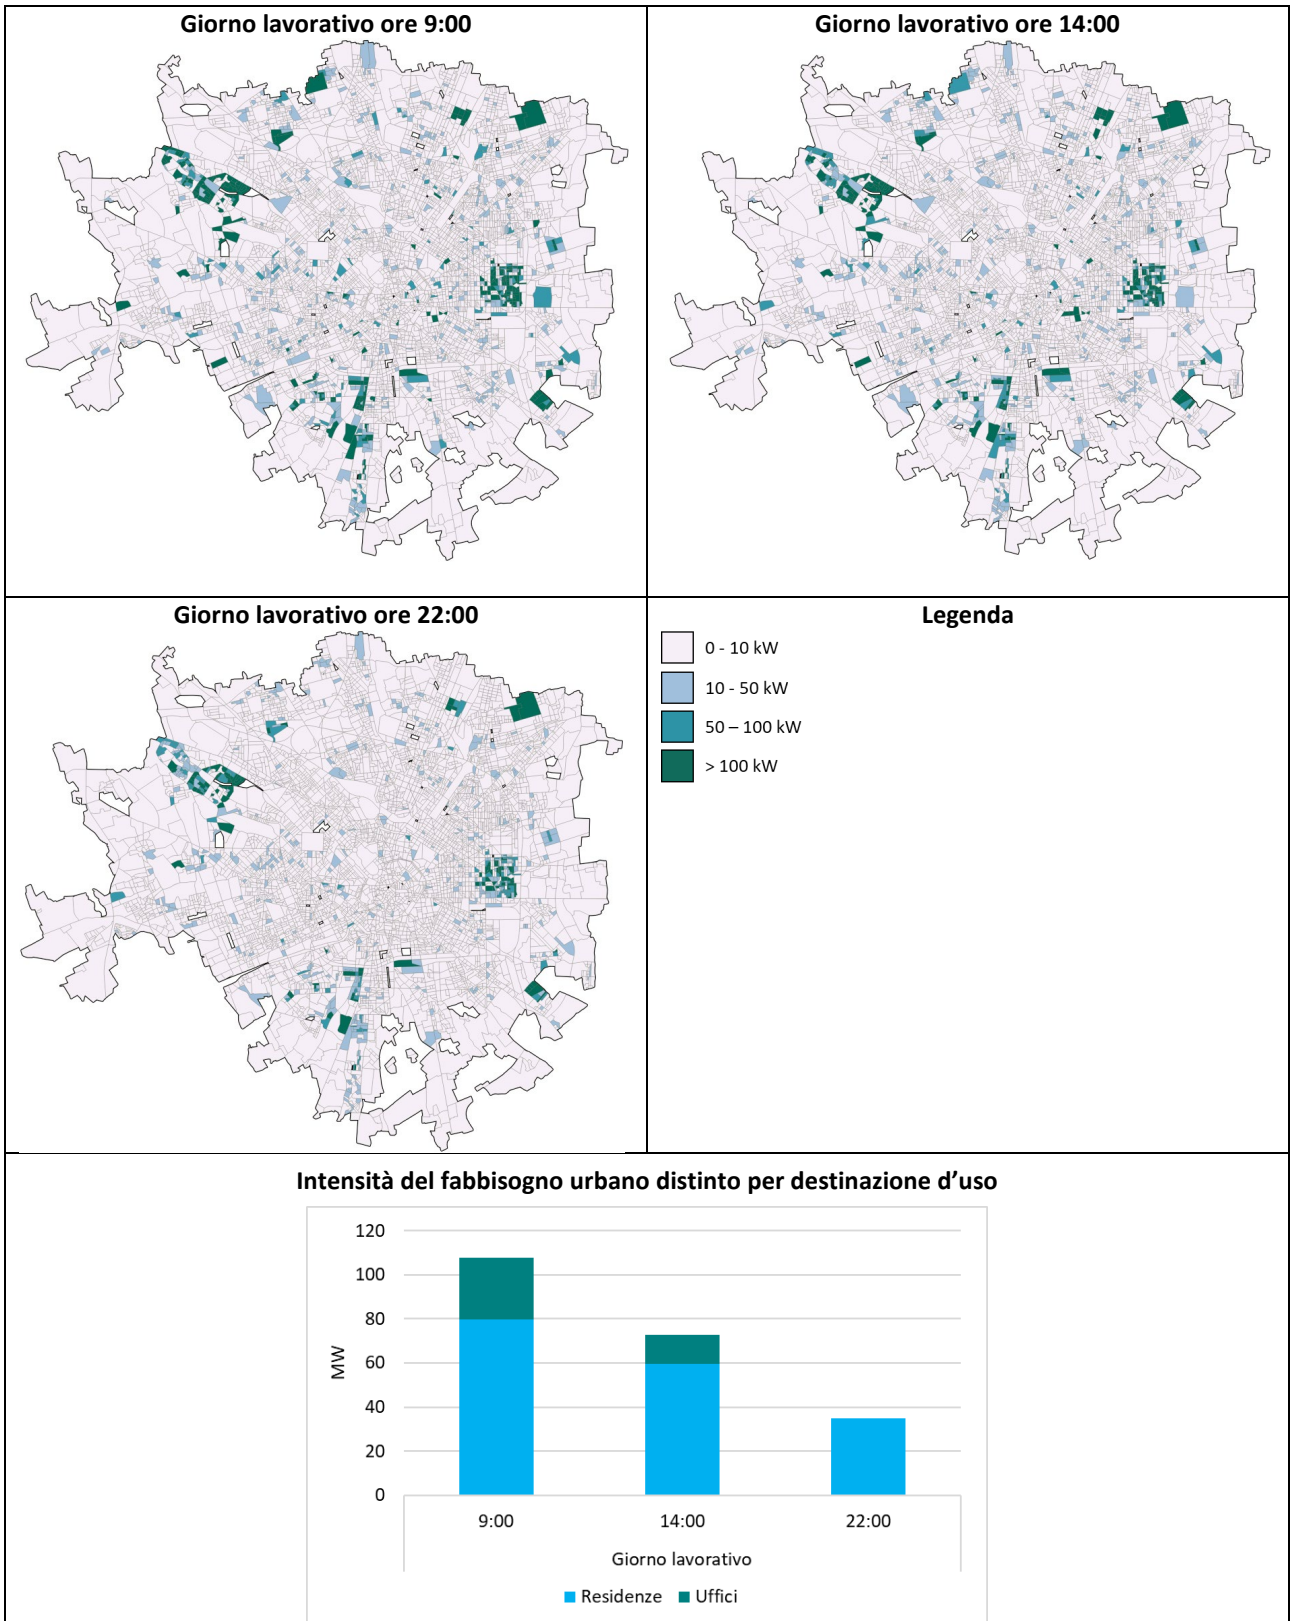 Giorno lavorativo ore 9:00
Giorno lavorativo ore 14:00
Giorno lavorativo ore 22:00
Legenda
0 - 10 kW
10 - 50 kW
50 – 100 kW
> 100 kW
Intensità del fabbisogno urbano distinto per destinazione d’uso
120
100
80
60
40
20
0
MW
9:00 14:00 22:00
Giorno lavorativo
Residenze Uffici